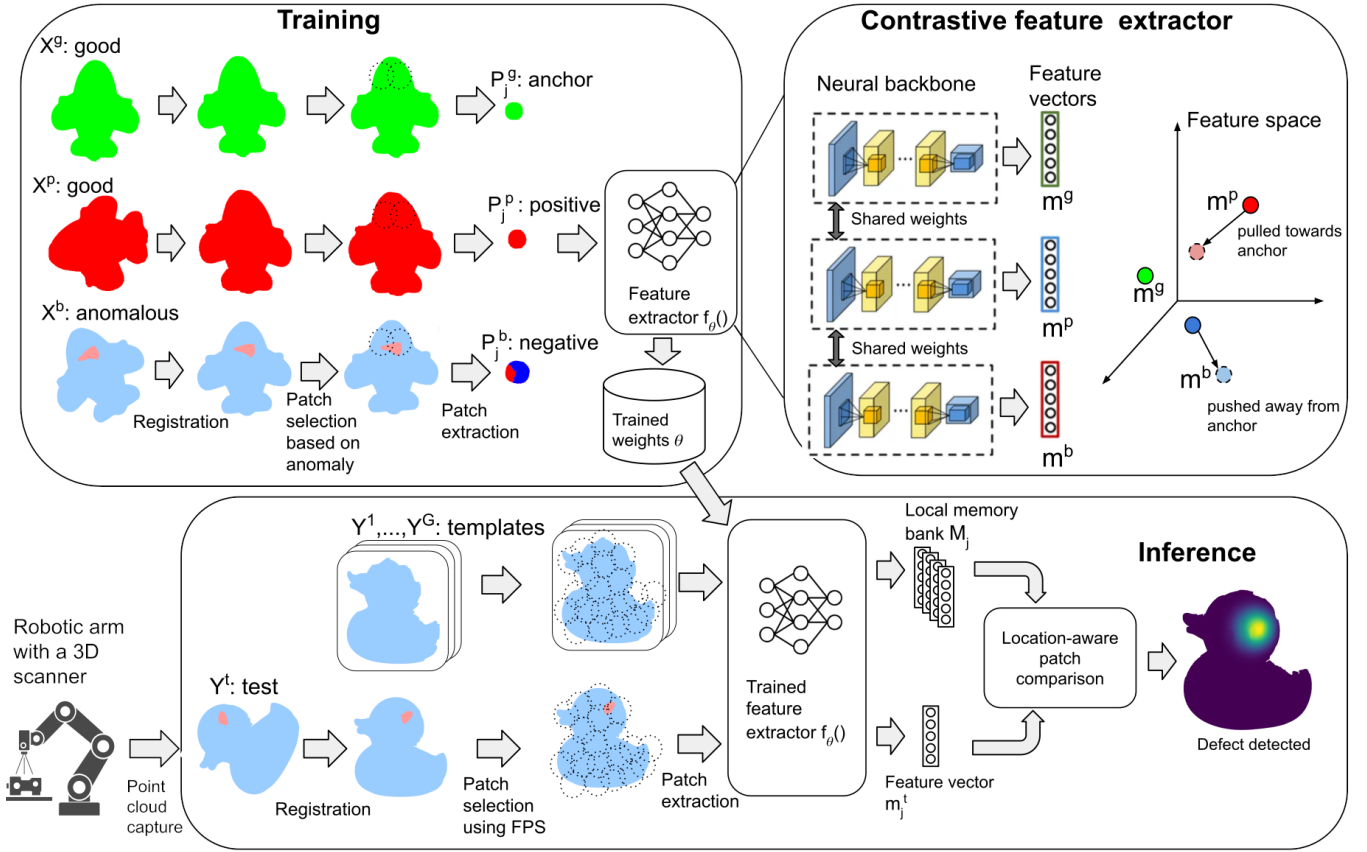 Training
X^g: good
P_j^g: anchor
X^p: good
P_j^p: positive
X^b: anomalous
P_j^b: negative
Registration
Patch
selection
based on
anomaly
Patch
extraction
Feature
extractor f_θ()
Trained
weights θ
Contrastive feature extractor
Neural backbone
Feature
vectors
Feature space
m^g
Shared weights
m^p
Shared weights
m^b
m^p
pulled towards
anchor
m^g
m^b
pushed away from
anchor
Inference
Y^1,...,Y^G: templates
Robotic arm
with a 3D
scanner
Point
cloud
capture
Y^t: test
Registration
Patch
selection
using FPS
Patch
extraction
Trained
feature
extractor f_θ()
Local memory
bank M_j
Feature vector
m_j^t
Location-aware
patch
comparison
Defect detected